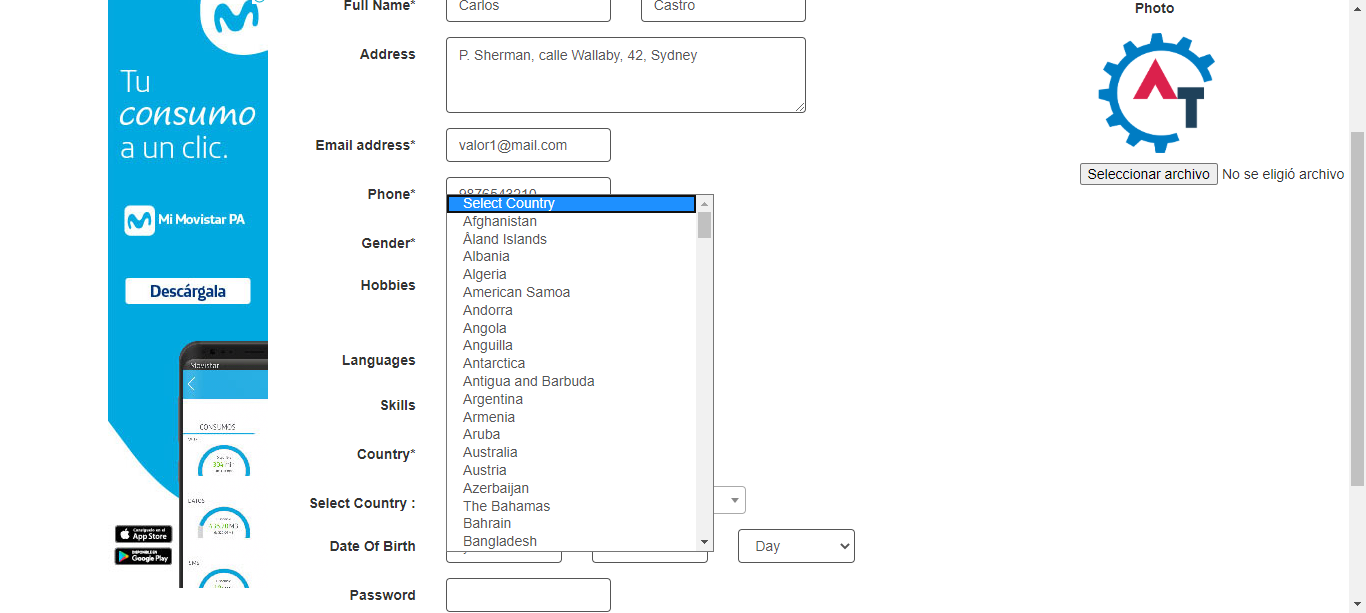 Full Name*
Carlos
Castro
Photo
Address
P. Sherman, calle Wallaby, 42, Sydney
Tu
consumo
a un clic.
Email address*
valor1@mail.com
Seleccionar archivo No se eligió archivo
Phone*
9876543210
Mi Movistar PA
Select Country
Afghanistan
Åland Islands
Albania
Algeria
American Samoa
Andorra
Angola
Anguilla
Antarctica
Antigua and Barbuda
Argentina
Armenia
Aruba
Australia
Austria
Azerbaijan
The Bahamas
Bahrain
Bangladesh
Gender*
Hobbies
Descárgala
Languages
Movistar
Skills
CONSUMOS
Country*
Select Country :
DATOS
App Store
DISPONIBLE EN
Google Play
SMS
Date Of Birth
Day
Password